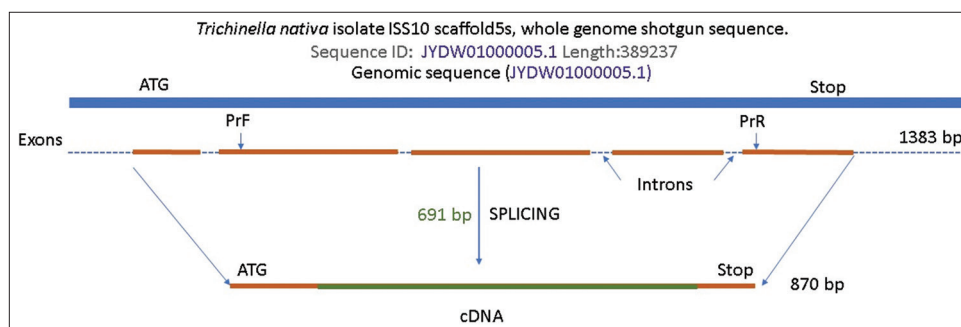 Trichinella nativa isolate ISS10 scaffold5s, whole genome shotgun sequence.
Sequence ID: JYDW01000005.1 Length:389237
Genomic sequence (JYDW01000005.1)
ATG
Stop
PrF
PrR
Exons
1383 bp
Introns
691 bp
SPLICING
ATG
Stop
870 bp
cDNA